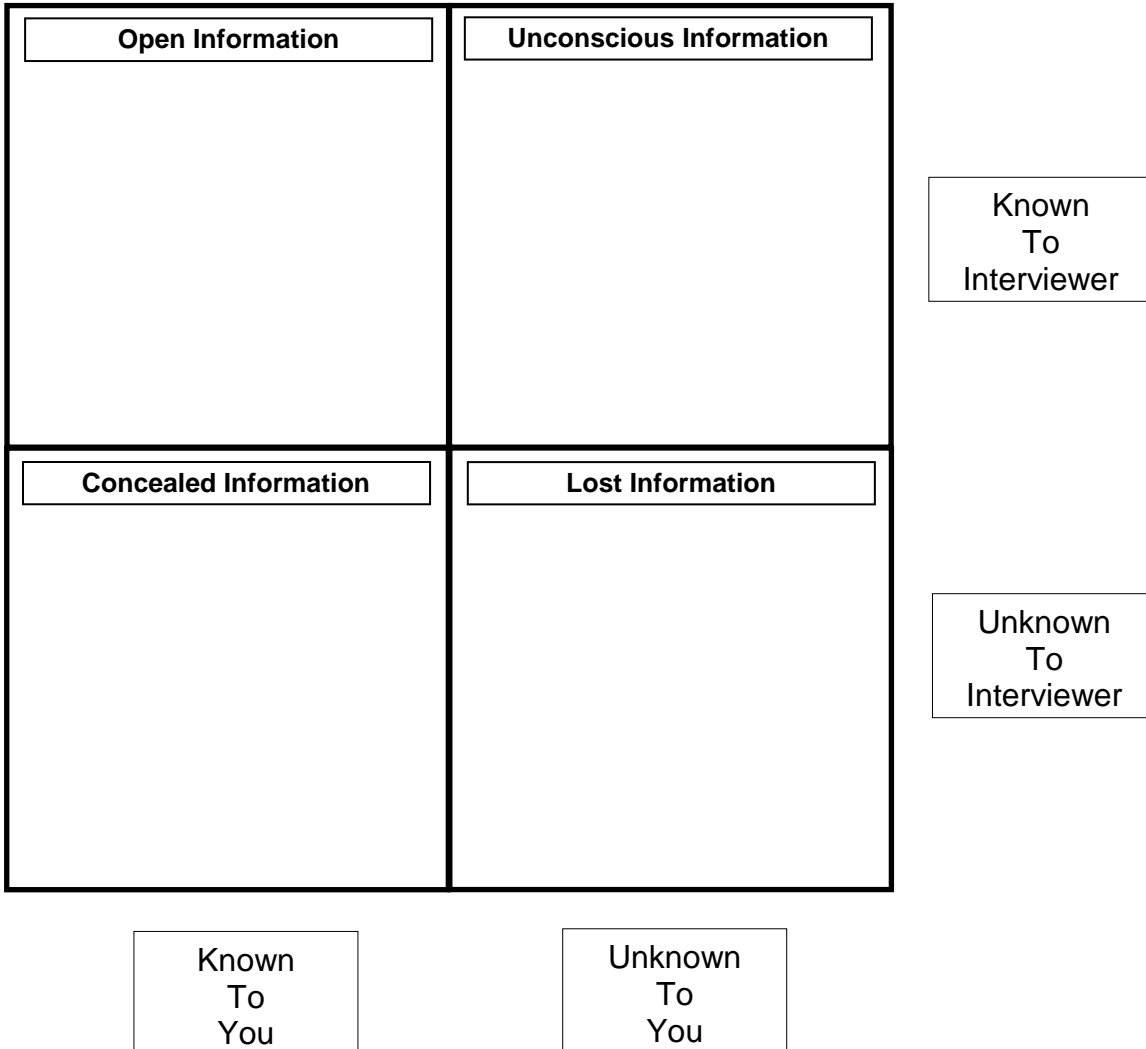 Open Information
Unconscious Information
Known
To
Interviewer
Concealed Information
Lost Information
Unknown
To
Interviewer
Known
To
You
Unknown
To
You